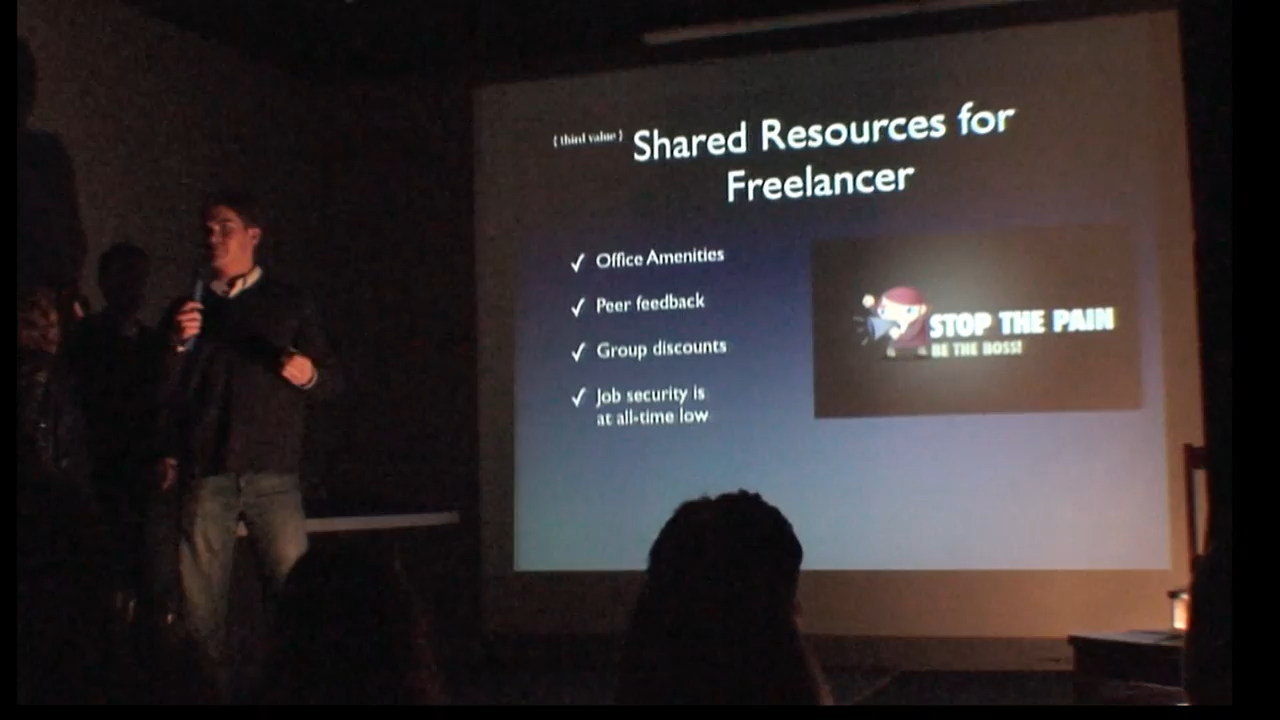 { third value } Shared Resources for
Freelancer
✓ Office Amenities
✓ Peer feedback
✓ Group discounts
✓ Job security is
at all-time low
STOP THE PAIN
BE THE BOSS!